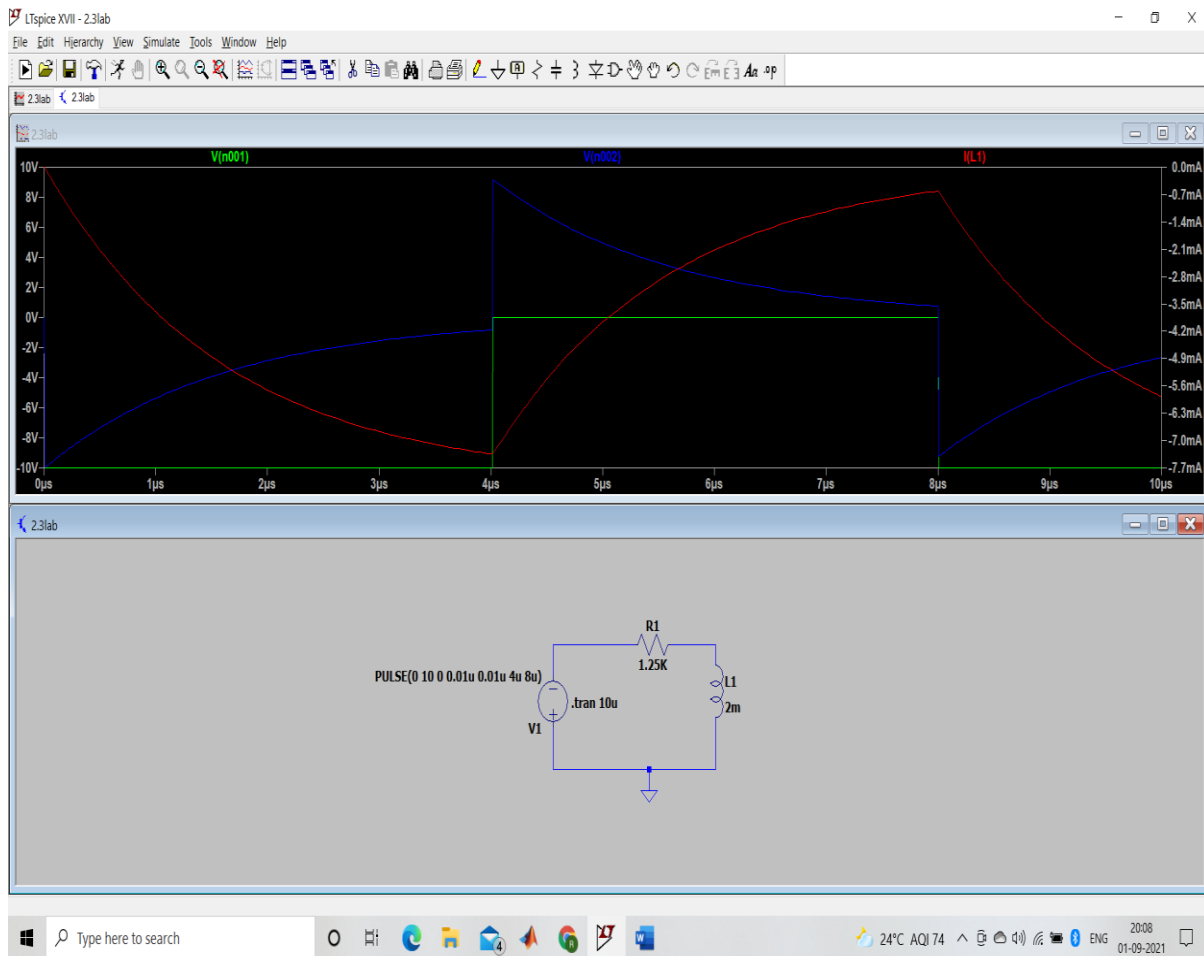 LTspice XVII - 2.3lab
File Edit Hierarchy View Simulate Tools Window Help
2.3lab 2.3lab
2.3lab
V(n001) V(n002) I(L1)
10V 0.0mA
8V -0.7mA
6V -1.4mA
4V -2.1mA
2V -2.8mA
0V -3.5mA
-2V -4.2mA
-4V -4.9mA
-6V -5.6mA
-8V -6.3mA
-10V -7.0mA
-7.7mA
0µs 1µs 2µs 3µs 4µs 5µs 6µs 7µs 8µs 9µs 10µs
2.3lab
R1
1.25K
PULSE(0 10 0 0.01u 0.01u 4u 8u)
.tran 10u
V1
L1
2m
Type here to search
4
24°C AQI 74 ENG 20:08
01-09-2021